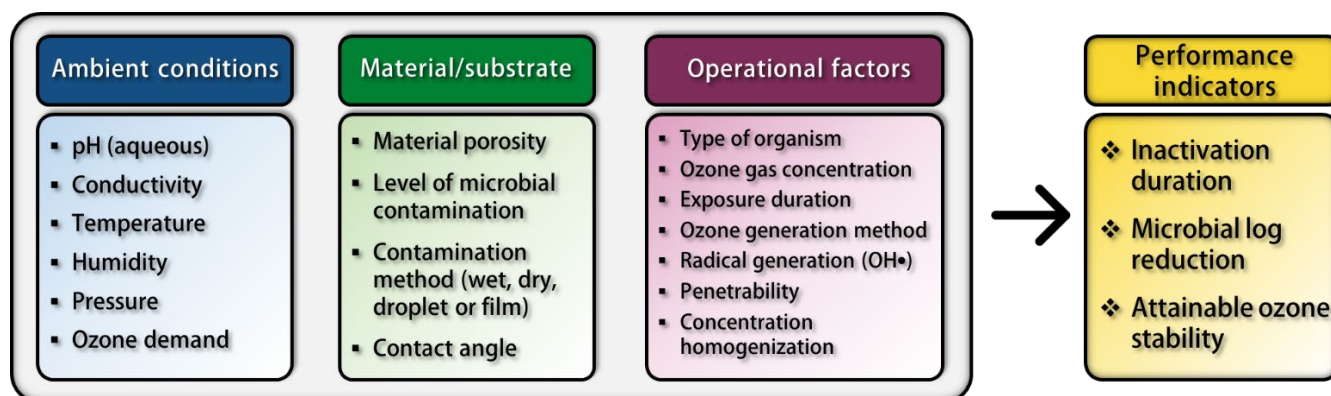 Ambient conditions
▪ pH (aqueous)
▪ Conductivity
▪ Temperature
▪ Humidity
▪ Pressure
▪ Ozone demand
Material/substrate
▪ Material porosity
▪ Level of microbial
contamination
▪ Contamination
method (wet, dry,
droplet or film)
▪ Contact angle
Operational factors
▪ Type of organism
▪ Ozone gas concentration
▪ Exposure duration
▪ Ozone generation method
▪ Radical generation (OH•)
▪ Penetrability
▪ Concentration
homogenization
Performance
indicators
❖ Inactivation
duration
❖ Microbial log
reduction
❖ Attainable ozone
stability